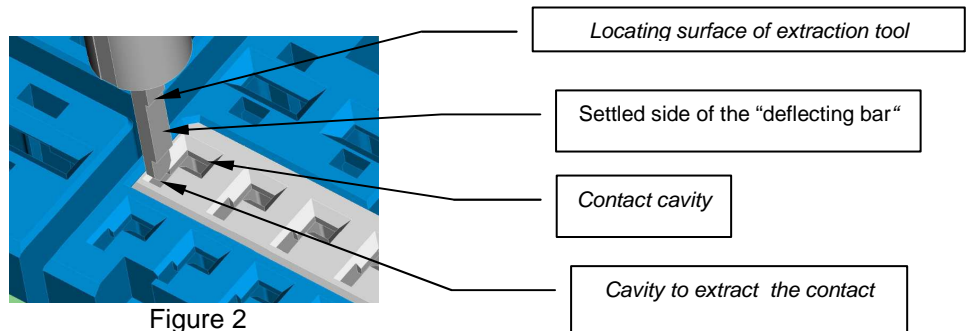 Locating surface of extraction tool
Settled side of the “deflecting bar“
Contact cavity
Cavity to extract the contact
Figure 2